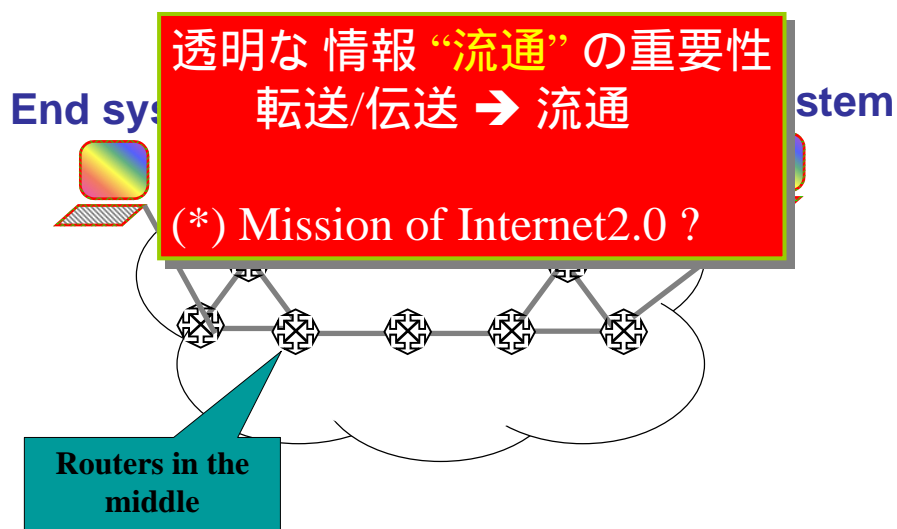 透明な 情報 “流通” の重要性
転送/伝送 ➔ 流通
(*) Mission of Internet2.0 ?
End sys
stem
Routers in the
middle